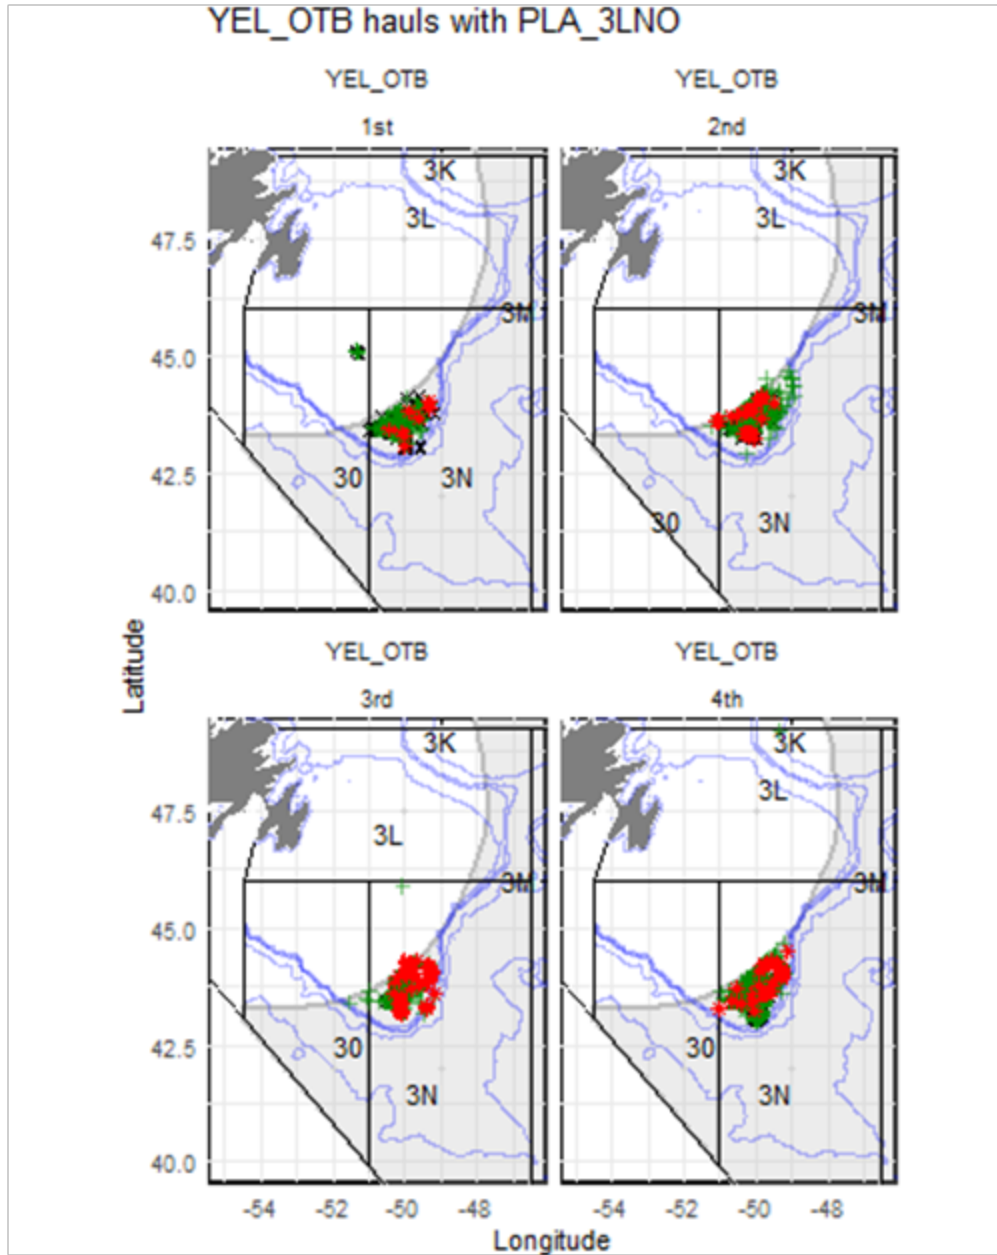 YEL_OTB hauls with PLA_3LNO
YEL_OTB YEL_OTB
1st 2nd
3K 3K
3L 3L
47.5
3M 3M
45.0
42.5
30 3N
30 3N
40.0
Latitude
YEL_OTB YEL_OTB
3rd 4th
3K 3K
3L
47.5
3L
3M 3M
45.0
42.5
30 30
3N 3N
40.0
-54 -52 -50 -48 -54 -52 -50 -48
Longitude